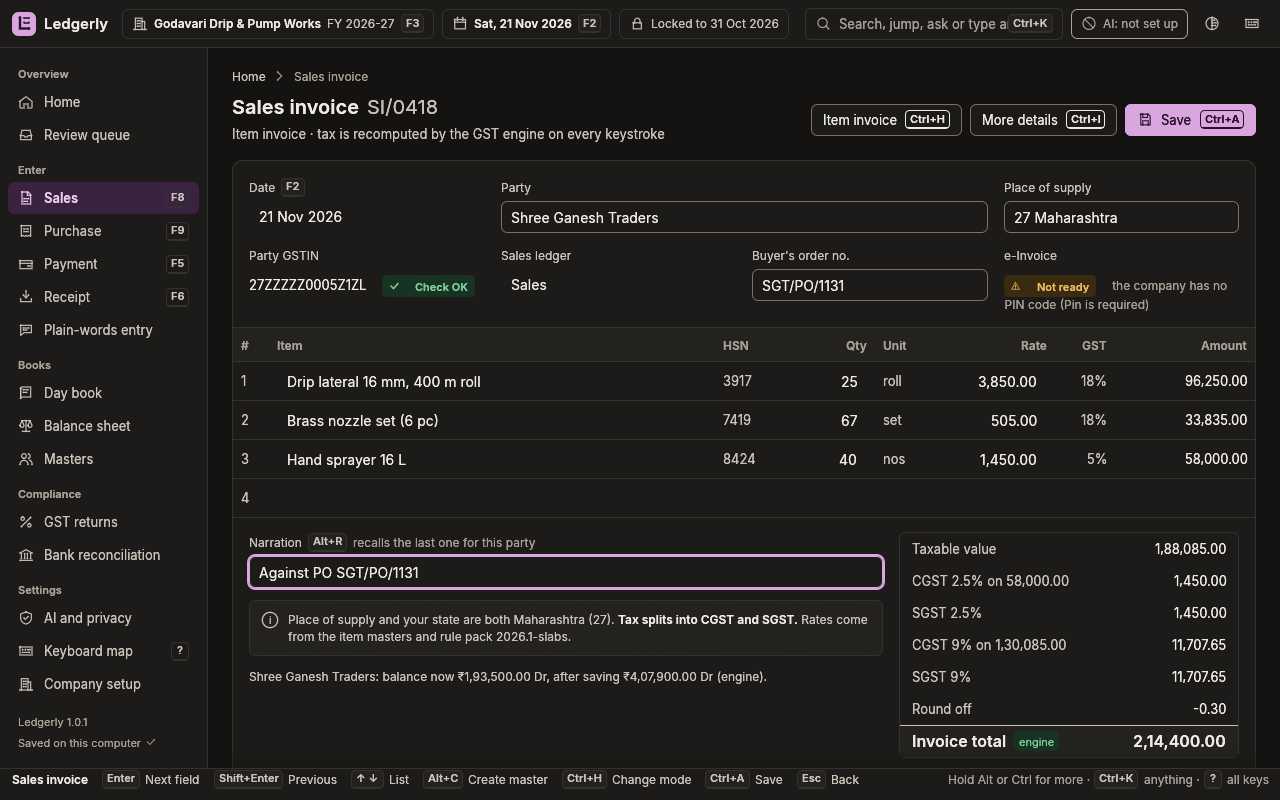 Ledgerly
Godavari Drip & Pump Works FY 2026-27 F3
Sat, 21 Nov 2026 F2
Locked to 31 Oct 2026
Search, jump, ask or type a Ctrl+K
AI: not set up
Overview
Home
Review queue
Enter
Sales F8
Purchase F9
Payment F5
Receipt F6
Plain-words entry
Books
Day book
Balance sheet
Masters
Compliance
GST returns
Bank reconciliation
Settings
AI and privacy
Keyboard map ?
Company setup
Ledgerly 1.0.1
Saved on this computer
Home > Sales invoice
Sales invoice SI/0418
Item invoice · tax is recomputed by the GST engine on every keystroke
Item invoice Ctrl+H
More details Ctrl+I
Save Ctrl+A
Date F2
21 Nov 2026
Party
Shree Ganesh Traders
Place of supply
27 Maharashtra
Party GSTIN
27ZZZZZ0005Z1ZL Check OK
Sales ledger
Sales
Buyer's order no.
SGT/PO/1131
e-Invoice
Not ready the company has no
PIN code (Pin is required)
# Item HSN Qty Unit Rate GST Amount
1 Drip lateral 16 mm, 400 m roll 3917 25 roll 3,850.00 18% 96,250.00
2 Brass nozzle set (6 pc) 7419 67 set 505.00 18% 33,835.00
3 Hand sprayer 16 L 8424 40 nos 1,450.00 5% 58,000.00
4
Narration Alt+R recalls the last one for this party
Against PO SGT/PO/1131
Place of supply and your state are both Maharashtra (27). Tax splits into CGST and SGST. Rates come
from the item masters and rule pack 2026.1-slabs.
Shree Ganesh Traders: balance now ₹1,93,500.00 Dr, after saving ₹4,07,900.00 Dr (engine).
Taxable value 1,88,085.00
CGST 2.5% on 58,000.00 1,450.00
SGST 2.5% 1,450.00
CGST 9% on 1,30,085.00 11,707.65
SGST 9% 11,707.65
Round off -0.30
Invoice total engine 2,14,400.00
Sales invoice Enter Next field Shift+Enter Previous ↑ ↓ List Alt+C Create master Ctrl+H Change mode Ctrl+A Save Esc Back Hold Alt or Ctrl for more · Ctrl+K anything · ? all keys